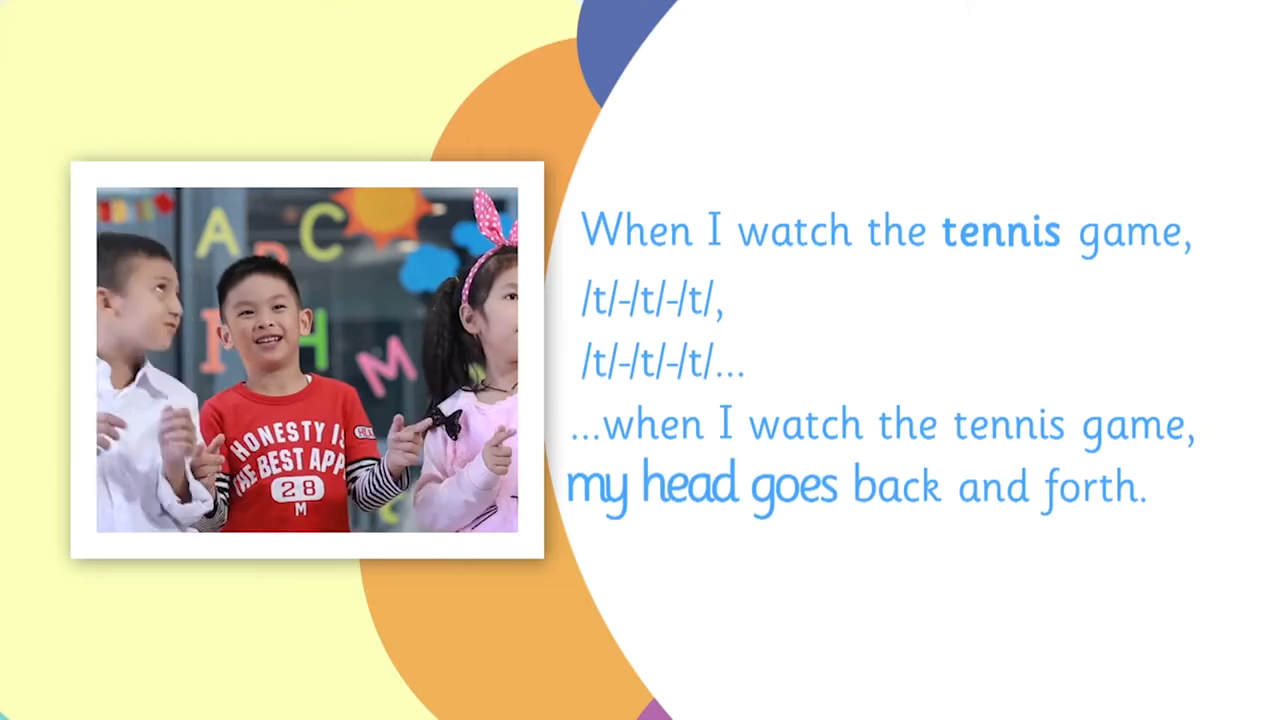 When I watch the tennis game,
/t/-/t/-/t/,
/t/-/t/-/t/...
...when I watch the tennis game,
my head goes back and forth.
A C
H
M
HONESTY IS
THE BEST APP
28
M